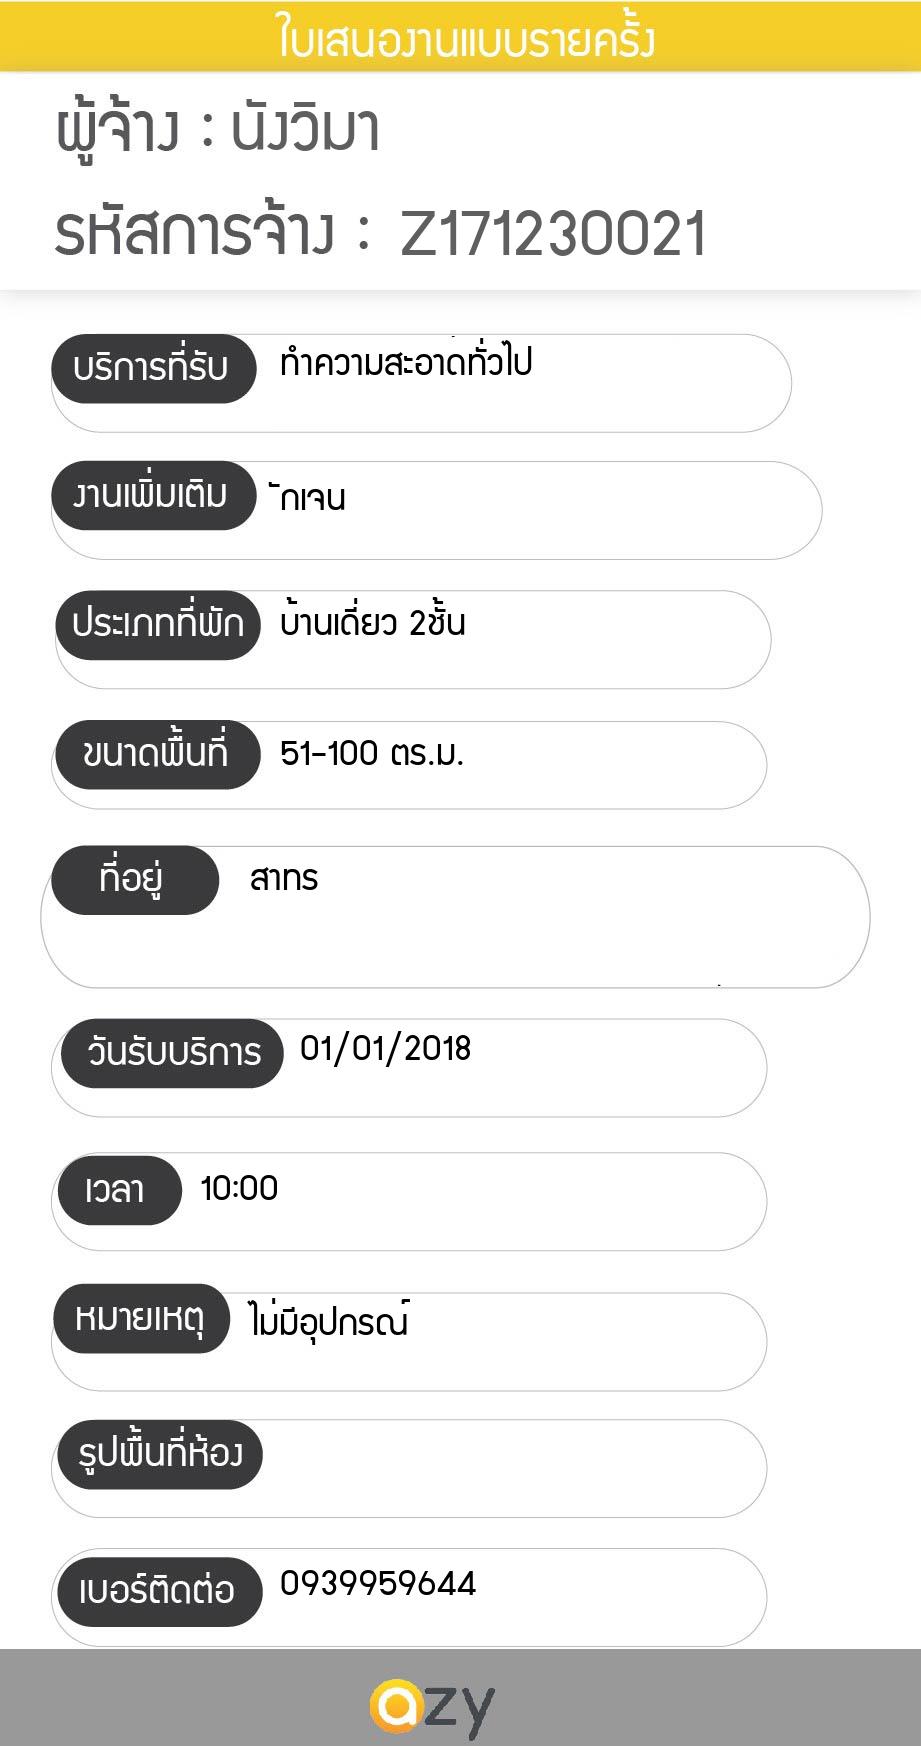 ใบเสนองานแบบรายครั้ง
ผู้จ้าง : นังวิมา
รหัสการจ้าง : Z171230021
บริการที่รับ ทำความสะอาดทั่วไป
งานเพิ่มเติม ักเจน
ประเภทที่พัก บ้านเดี่ยว 2ชั้น
ขนาดพื้นที่ 51-100 ตร.ม.
ที่อยู่ สาทร
วันรับบริการ 01/01/2018
เวลา 10:00
หมายเหตุ ไม่มีอุปกรณ์
รูปพื้นที่ห้อง
เบอร์ติดต่อ 0939959644
azy